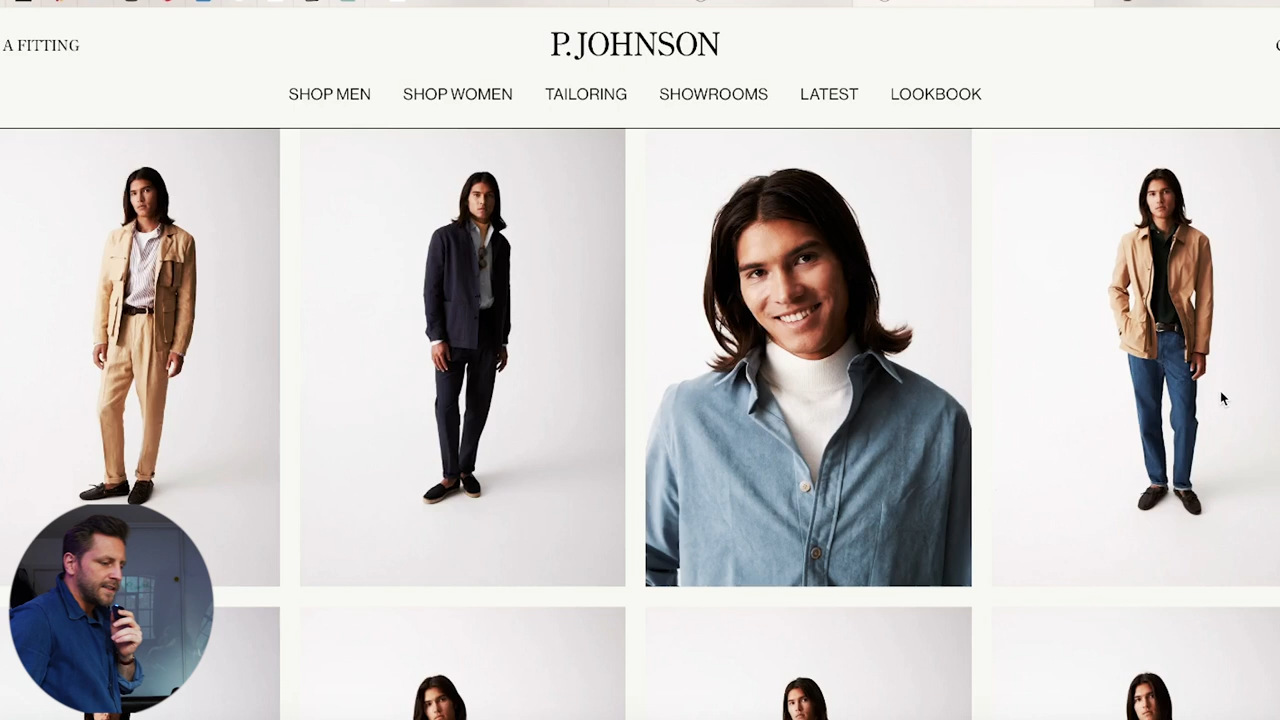 A FITTING
P. JOHNSON
SHOP MEN SHOP WOMEN TAILORING SHOWROOMS LATEST LOOKBOOK